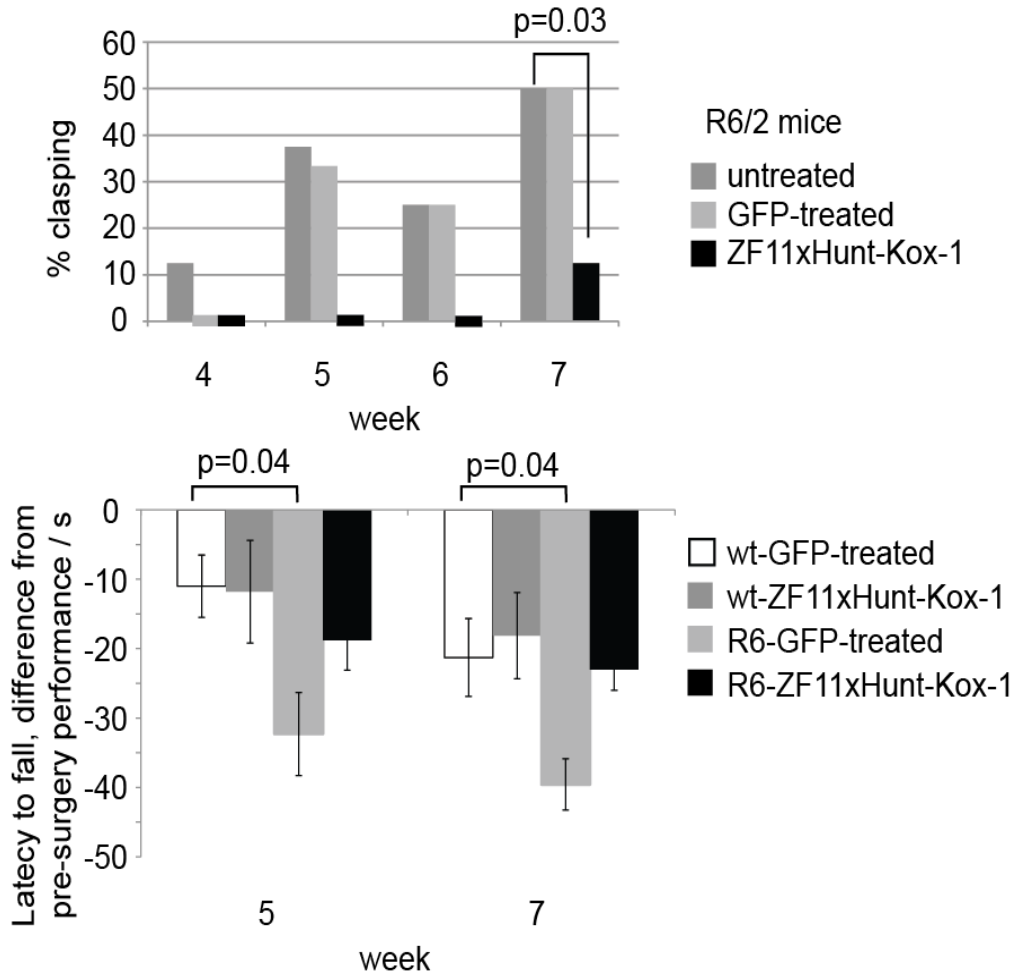 p=0.03
60
50
40
30
20
10
0
% clasping
4 5 6 7
week
R6/2 mice
untreated
GFP-treated
ZF11xHunt-Kox-1
p=0.04 p=0.04
0
-10
-20
-30
-40
-50
Latecy to fall, difference from
pre-surgery performance / s
5 7
week
wt-GFP-treated
wt-ZF11xHunt-Kox-1
R6-GFP-treated
R6-ZF11xHunt-Kox-1